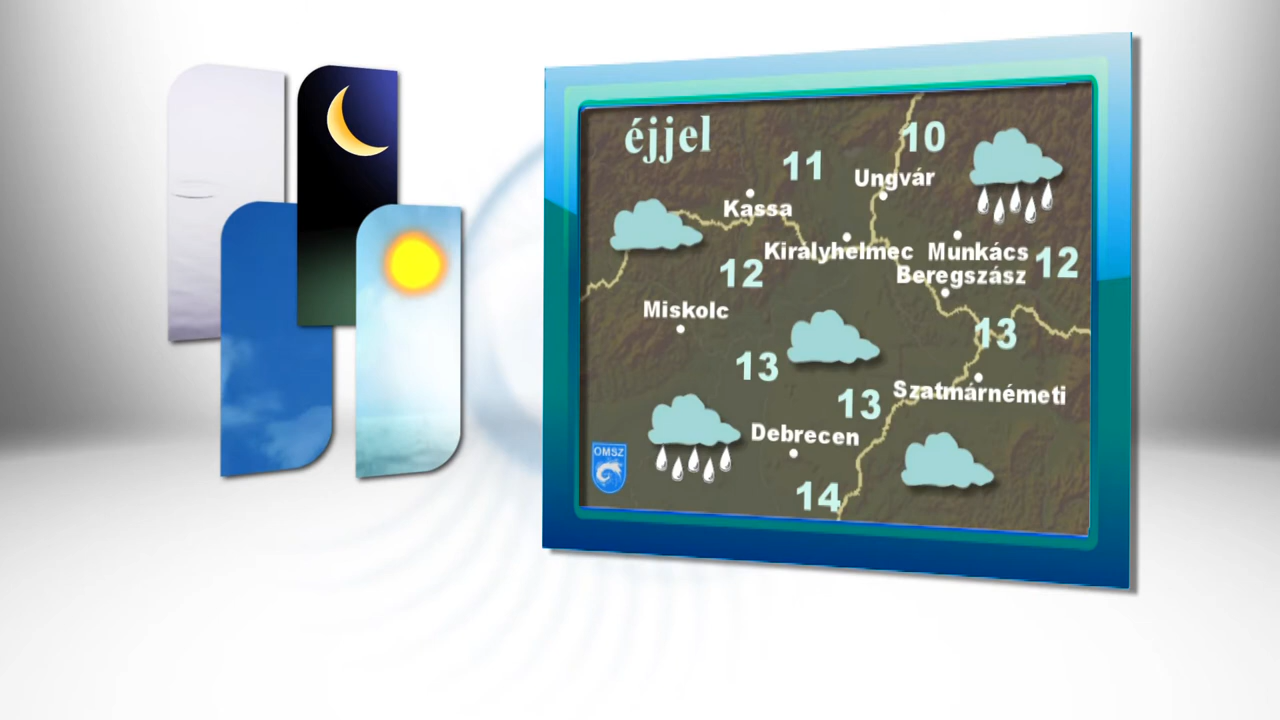 éjjel
10
11
Ungvár
Kassa
Királyhelmec
Munkács
12
Beregszász
12
Miskolc
13
13
13
Szatmárnémeti
Debrecen
OMSZ
14